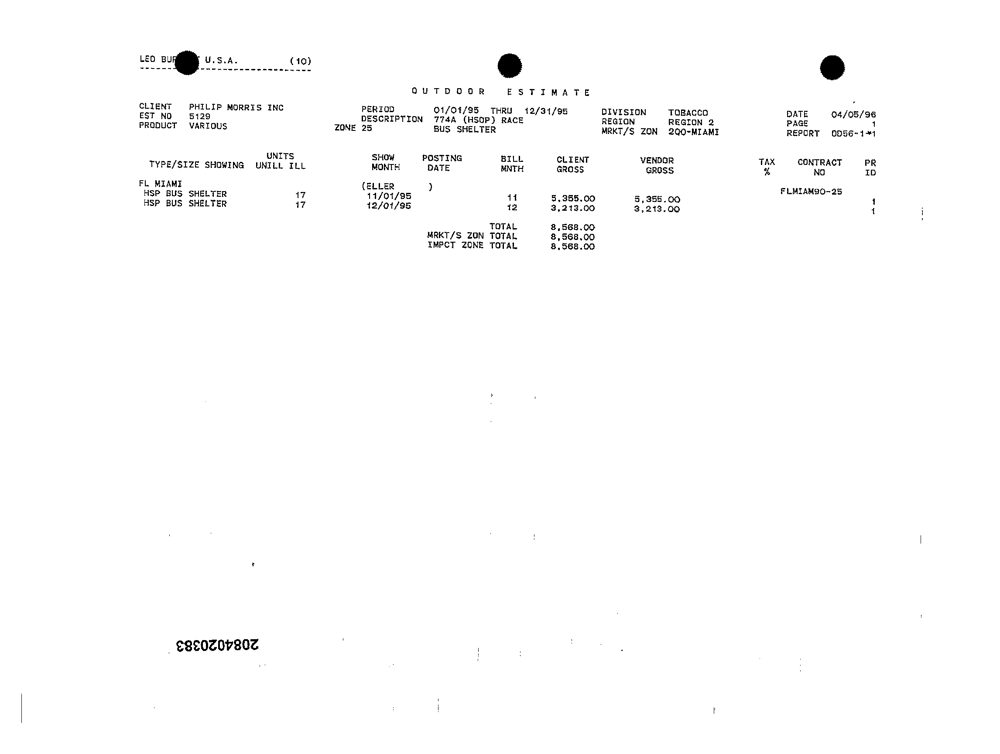 LEO BUR U.S.A. (10)
OUTDOOR ESTIMATE
CLIENT PHILIP MORRIS INC PERIOD 01/01/95 THRU 12/31/95 DIVISION TOBACCO DATE 04/05/96
EST NO 5129 DESCRIPTION 774A (HSOP) RACE REGION REGION 2 PAGE 1
PRODUCT VARIOUS ZONE 25 BUS SHELTER MRKT/S ZON 200-MIAMI REPORT OD56-1-*1
UNITS SHOW POSTING BILL CLIENT VENDOR TAX CONTRACT PR
TYPE/SIZE SHOWING UNILL ILL MONTH DATE MNTH GROSS GROSS % NO ID
FL MIAMI (ELLER ) FLMIAM90-25
HSP BUS SHELTER 17 11/01/95 11 5,355.00 5,355.00 1
HSP BUS SHELTER 17 12/01/95 12 3,213.00 3,213.00 1
TOTAL 8,568.00
MRKT/S ZON TOTAL 8,568.00
IMPCT ZONE TOTAL 8,568.00
2084020383